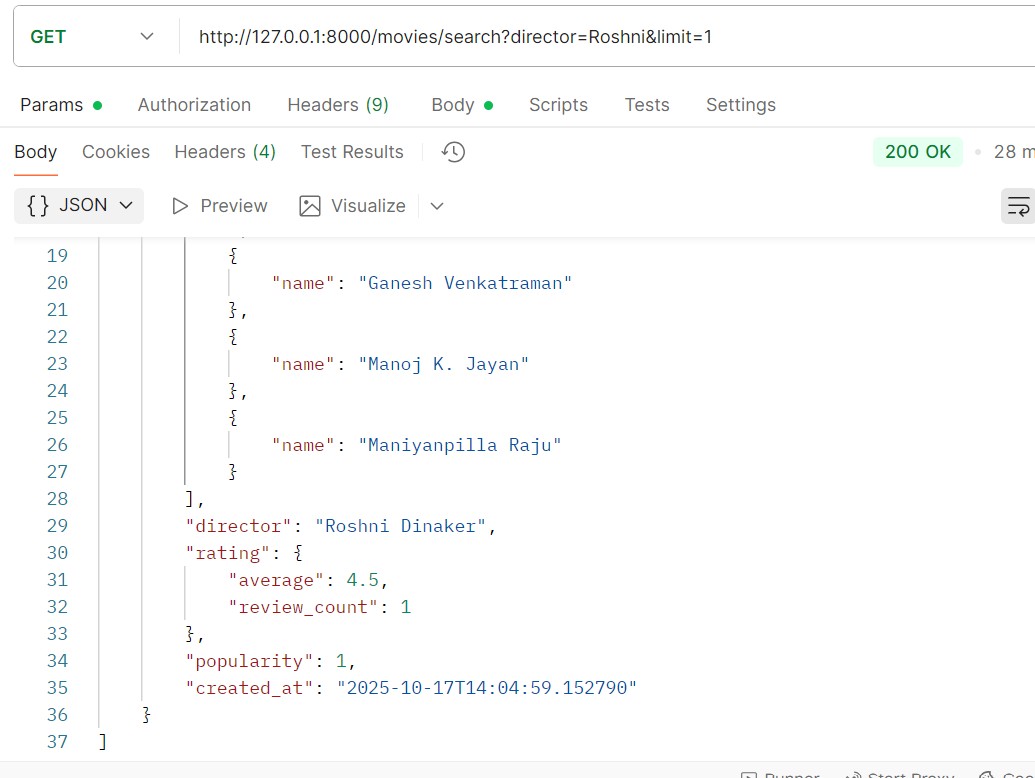 GET http://127.0.0.1:8000/movies/search?director=Roshni&limit=1
Params Authorization Headers (9) Body Scripts Tests Settings
Body Cookies Headers (4) Test Results 200 OK 28
{} JSON Preview Visualize
19 {
20 "name": "Ganesh Venkatraman"
21 },
22 {
23 "name": "Manoj K. Jayan"
24 },
25 {
26 "name": "Maniyanpilla Raju"
27 }
28 ],
29 "director": "Roshni Dinaker",
30 "rating": {
31 "average": 4.5,
32 "review_count": 1
33 },
34 "popularity": 1,
35 "created_at": "2025-10-17T14:04:59.152790"
36 }
37 ]
Runner Start Proxy